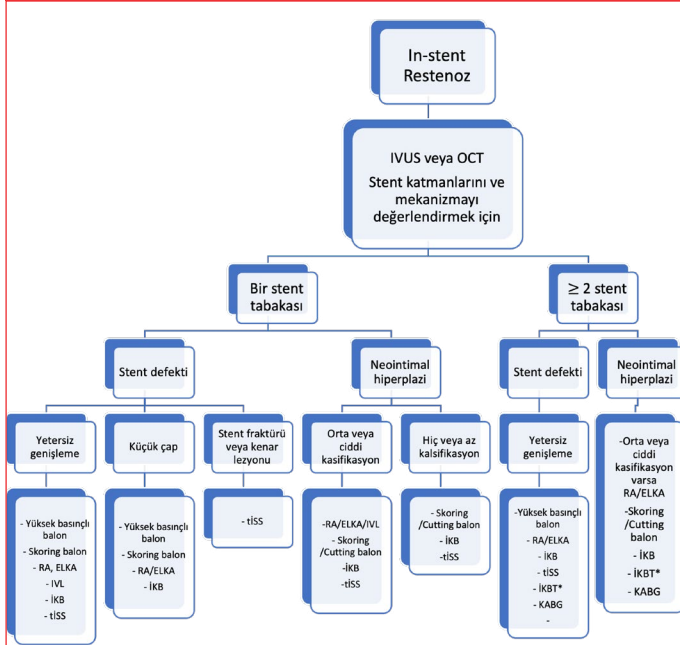 In-stent
Restenoz
IVUS veya OCT
Stent katmanlarını ve
mekanizmayı
değerlendirmek için
Bir stent
tabakası
≥ 2 stent
tabakası
Stent defekti
Neointimal
hiperplazi
Stent defekti
Neointimal
hiperplazi
Yetersiz
genişleme
Küçük çap
Stent fraktürü
veya kenar
lezyonu
Orta veya
ciddi
kasifikasyon
Hiç veya az
kalsifikasyon
Yetersiz
genişleme
-Orta veya
ciddi
kasifikasyon
varsa
RA/ELKA
-Skoring
/Cutting
balon
- İKB
- İKBT*
- KABG
- Yüksek basınçlı
balon
- Skoring balon
- RA, ELKA
- IVL
- İKB
- tİSS
- Yüksek basınçlı
balon
- Skoring balon
- RA/ELKA
- İKB
- tİSS
-RA/ELKA/IVL
- Skoring
/Cutting balon
-İKB
-tİSS
- Skoring
/Cutting balon
- İKB
-tİSS
-Yüksek basınçlı
balon
- RA/ELKA
- İKB
- tİSS
- İKBT*
- KABG
-